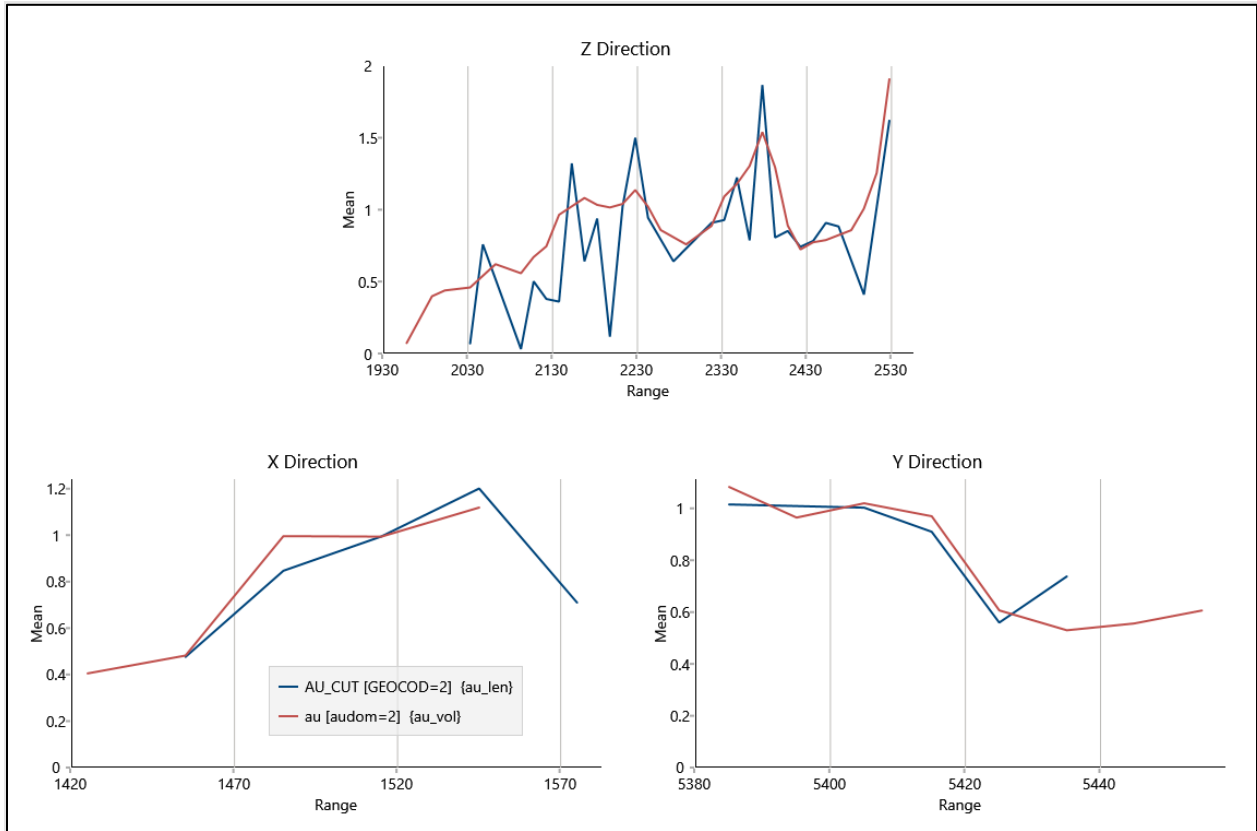 Z Direction
2
1.5
1
0.5
0
Mean
1930 2030 2130 2230 2330 2430 2530
Range
X Direction
1.2
1
0.8
0.6
0.4
0.2
0
Mean
AU_CUT [GEOCOD=2] {au_len}
au [audom=2] {au_vol}
1420 1470 1520 1570
Range
Y Direction
1
0.8
0.6
0.4
0.2
0
Mean
5380 5400 5420 5440
Range